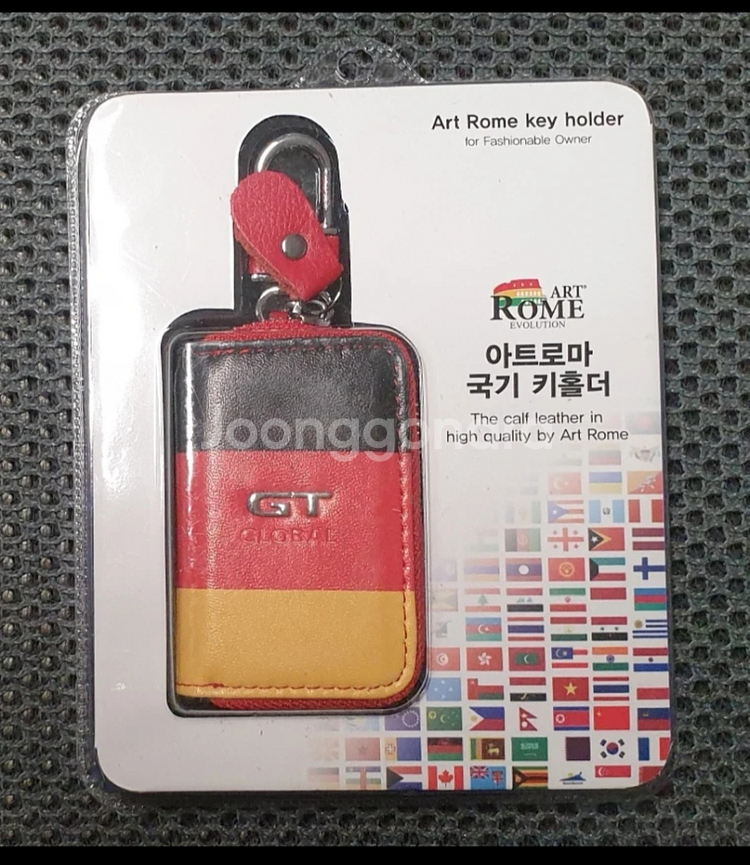 Art Rome key holder
for Fashionable Owner
ART
ROME
EVOLUTION
아트로마
국기 키홀더
The calf leather in
high quality by Art Rome
GT
GLOBAL